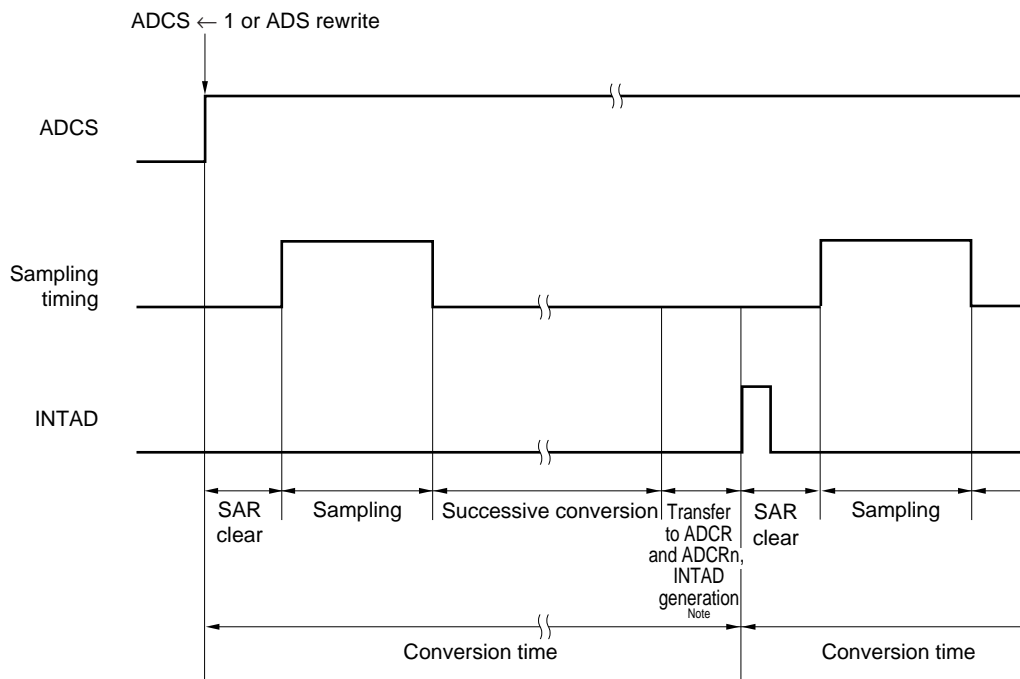 ADCS ← 1 or ADS rewrite
ADCS
Sampling
timing
INTAD
SAR
clear
Sampling
Successive conversion
Transfer
to ADCR
and ADCRn,
INTAD
generation
Note
SAR
clear
Sampling
Conversion time
Conversion time